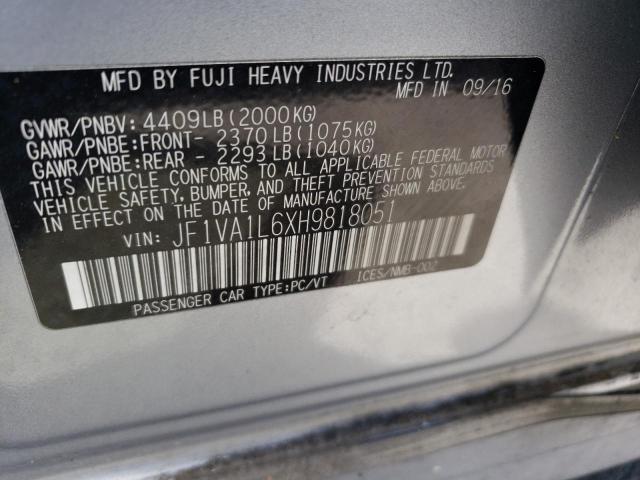 MFD BY FUJI HEAVY INDUSTRIES LTD.
MFD IN 09/16
GVWR/PNBV: 4409LB(2000KG)
GAWR/PNBE:FRONT- 2370LB(1075KG)
GAWR/PNBE:REAR - 2293LB(1040KG)
THIS VEHICLE CONFORMS TO ALL APPLICABLE FEDERAL MOTOR
VEHICLE SAFETY, BUMPER, AND THEFT PREVENTION STANDARDS
IN EFFECT ON THE DATE OF MANUFACTURE SHOWN ABOVE.
VIN: JF1VA1L6XH9818051
PASSENGER CAR TYPE:PC/VT ICES/NMB-002